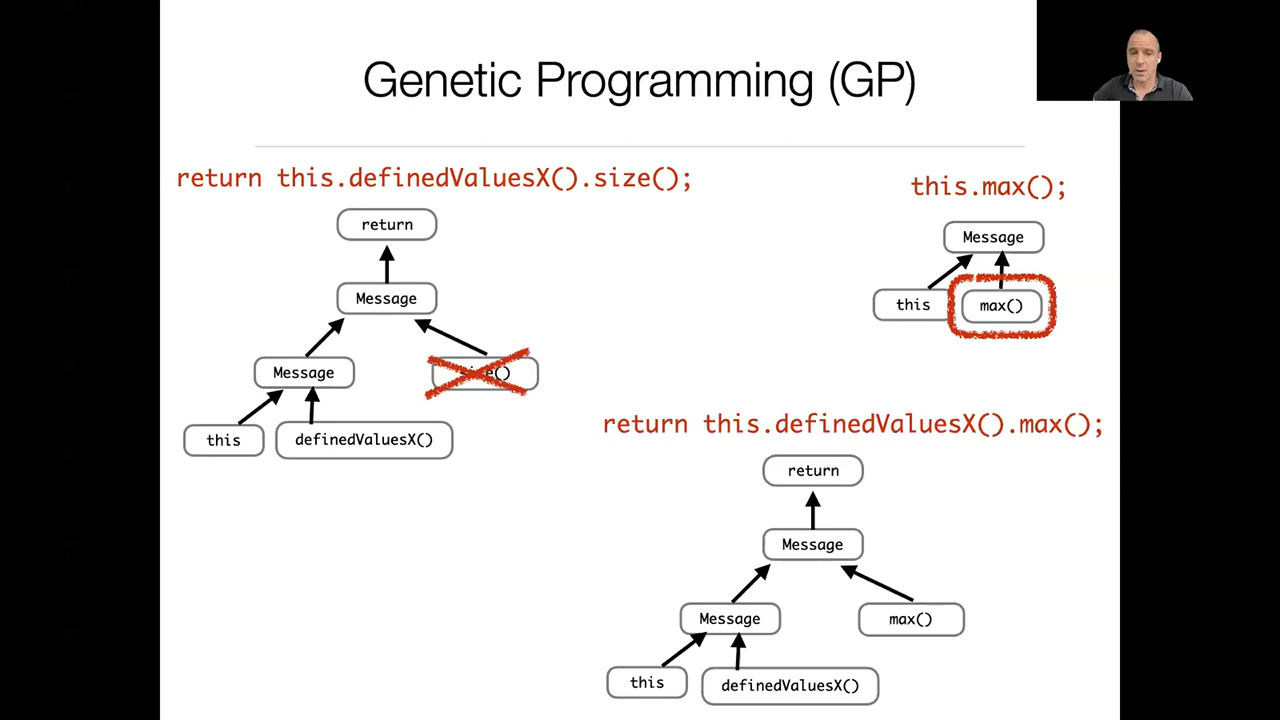 Genetic Programming (GP)
return this.definedValuesX().size();
return
Message
Message
size()
this
definedValuesX()
this.max();
Message
this
max()
return this.definedValuesX().max();
return
Message
Message
max()
this
definedValuesX()